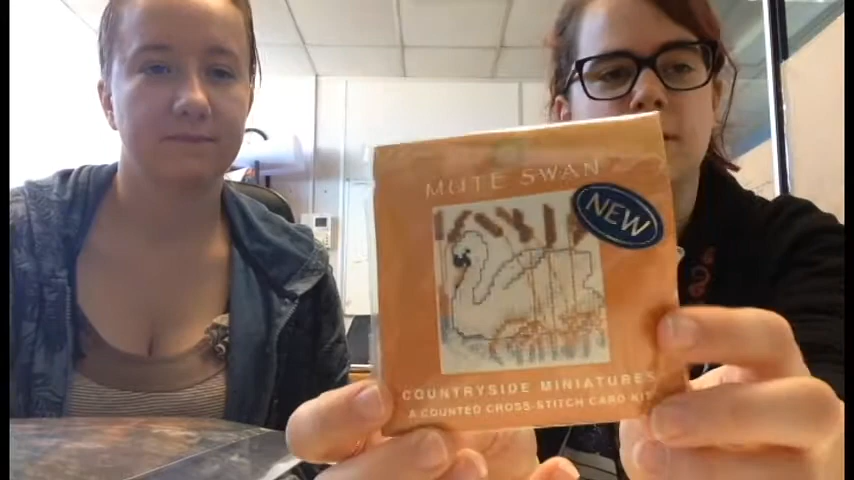 MUTE SWAN
NEW
COUNTRYSIDE MINIATURES
A COUNTED CROSS STITCH CARD KIT